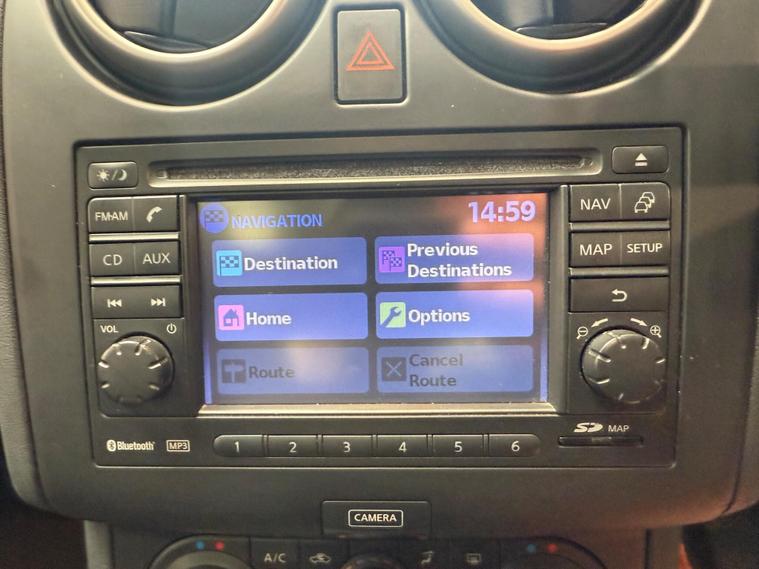 FM·AM
CD AUX
VOL
NAVIGATION
14:59
Destination
Previous
Destinations
Home
Options
Route
Cancel
Route
NAV
MAP SETUP
Bluetooth MP3
1 2 3 4 5 6
SD MAP
CAMERA
A/C